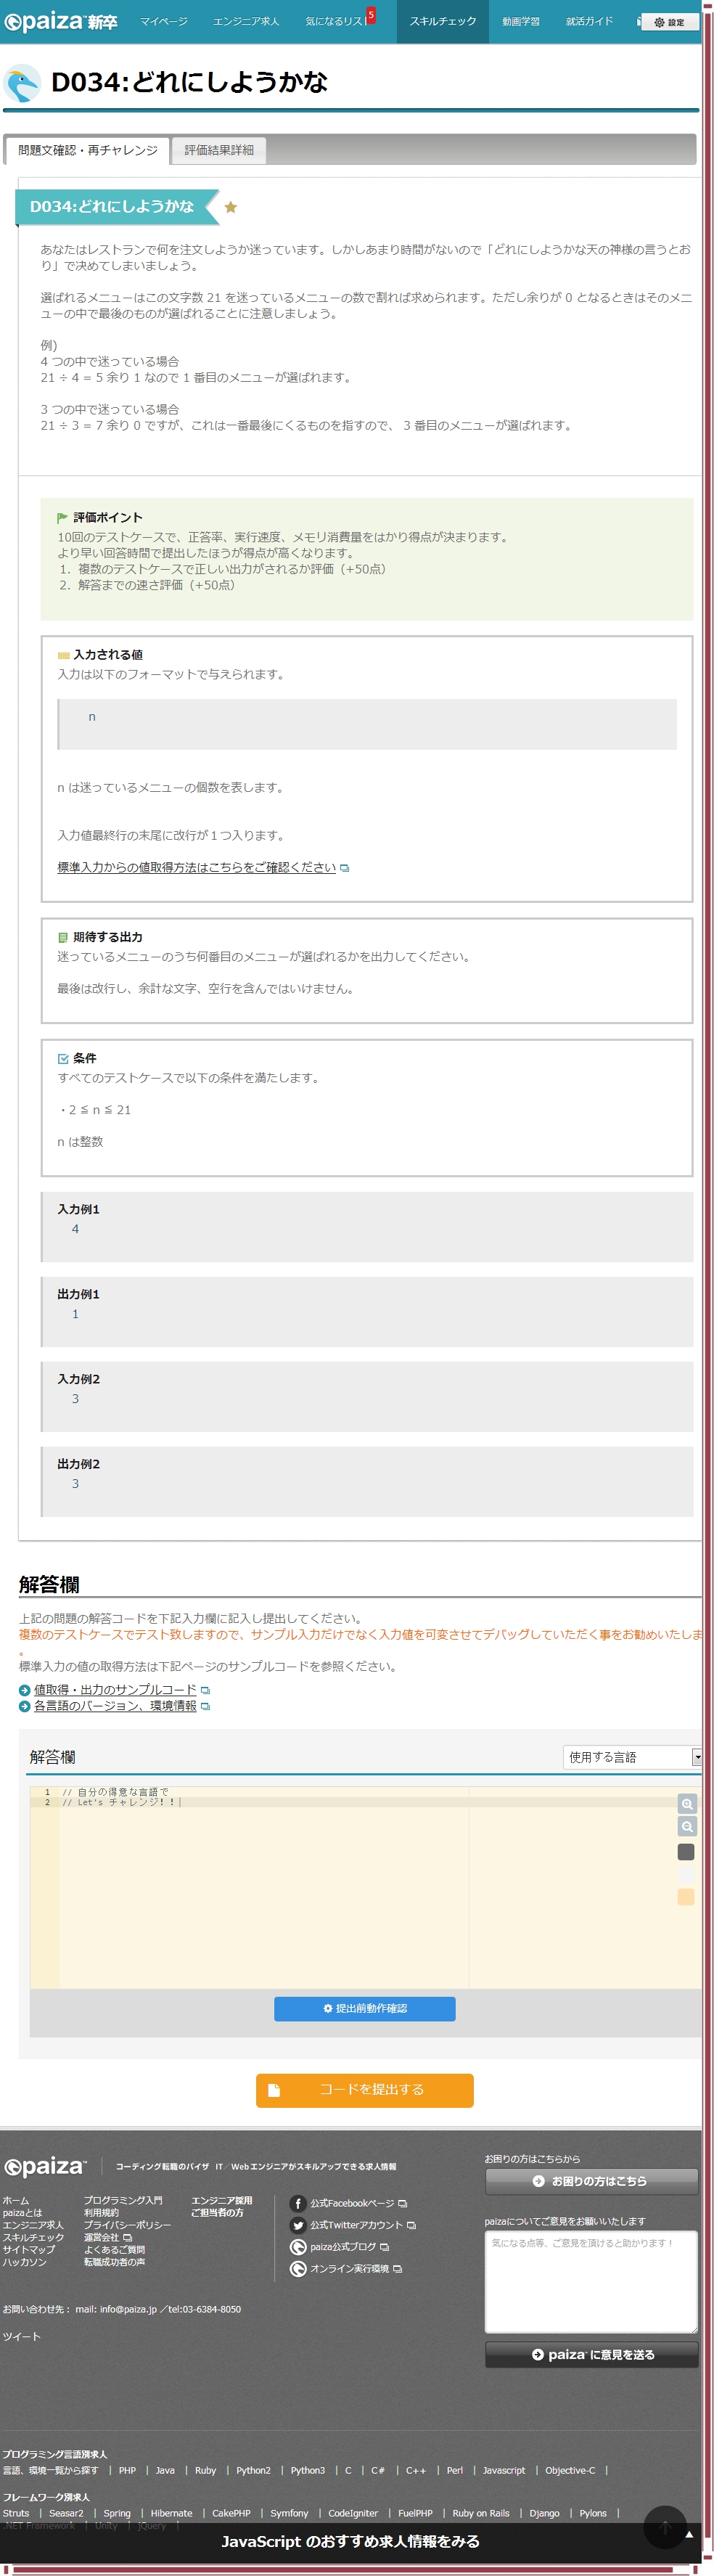 paiza 新卒
マイページ エンジニア求人 気になるリスト 5 スキルチェック 動画学習 就活ガイド 設定
D034:どれにしようかな
問題文確認・再チャレンジ 評価結果詳細
D034:どれにしようかな
あなたはレストランで何を注文しようか迷っています。しかしあまり時間がないので「どれにしようかな天の神様の言うとお
り」で決めてしまいましょう。
選ばれるメニューはこの文字数 21 を迷っているメニューの数で割れば求められます。ただし余りが 0 となるときはそのメニ
ューの中で最後のものが選ばれることに注意しましょう。
例)
4 つの中で迷っている場合
21 ÷ 4 = 5 余り 1 なので 1 番目のメニューが選ばれます。
3 つの中で迷っている場合
21 ÷ 3 = 7 余り 0 ですが、これは一番最後にくるものを指すので、 3 番目のメニューが選ばれます。
評価ポイント
10回のテストケースで、正答率、実行速度、メモリ消費量をはかり得点が決まります。
より早い回答時間で提出したほうが得点が高くなります。
1. 複数のテストケースで正しい出力がされるか評価（+50点）
2. 解答までの速さ評価（+50点）
入力される値
入力は以下のフォーマットで与えられます。
n
n は迷っているメニューの個数を表します。
入力値最終行の末尾に改行が１つ入ります。
標準入力からの値取得方法はこちらをご確認ください
期待する出力
迷っているメニューのうち何番目のメニューが選ばれるかを出力してください。
最後は改行し、余計な文字、空行を含んではいけません。
条件
すべてのテストケースで以下の条件を満たします。
・2 ≦ n ≦ 21
n は整数
入力例1
4
出力例1
1
入力例2
3
出力例2
3
解答欄
上記の問題の解答コードを下記入力欄に記入し提出してください。
複数のテストケースでテスト致しますので、サンプル入力だけでなく入力値を可変させてデバッグしていただく事をお勧めいたします
。
標準入力の値の取得方法は下記ページのサンプルコードを参照ください。
値取得・出力のサンプルコード
各言語のバージョン、環境情報
解答欄 使用する言語
1 // 自分の得意な言語で
2 // Let's チャレンジ！！
提出前動作確認
コードを提出する
paiza コーディング転職のパイザ IT／Webエンジニアがスキルアップできる求人情報
お困りの方はこちらから
お困りの方はこちら
ホーム プログラミング入門 エンジニア採用 公式Facebookページ
paizaとは 利用規約 ご担当者の方
エンジニア求人 プライバシーポリシー 公式Twitterアカウント
スキルチェック 運営会社
サイトマップ よくあるご質問 paiza公式ブログ
ハッカソン 転職成功者の声 オンライン実行環境
paizaについてご意見をお願いいたします
気になる点等、ご意見を頂けると助かります！
お問い合わせ先： mail: info@paiza.jp ／tel:03-6384-8050
ツイート
paiza に意見を送る
プログラミング言語別求人
言語、環境一覧から探す | PHP | Java | Ruby | Python2 | Python3 | C | C# | C++ | Perl | Javascript | Objective-C |
フレームワーク別求人
Struts | Seasar2 | Spring | Hibernate | CakePHP | Symfony | CodeIgniter | FuelPHP | Ruby on Rails | Django | Pylons |
.NET Framework | Unity | jQuery |
JavaScript のおすすめ求人情報をみる